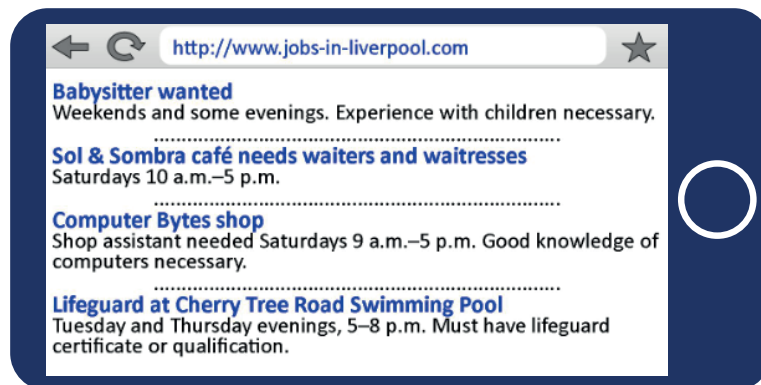 http://www.jobs-in-liverpool.com
Babysitter wanted
Weekends and some evenings. Experience with children necessary.
Sol & Sombra café needs waiters and waitresses
Saturdays 10 a.m.–5 p.m.
Computer Bytes shop
Shop assistant needed Saturdays 9 a.m.–5 p.m. Good knowledge of
computers necessary.
Lifeguard at Cherry Tree Road Swimming Pool
Tuesday and Thursday evenings, 5–8 p.m. Must have lifeguard
certificate or qualification.